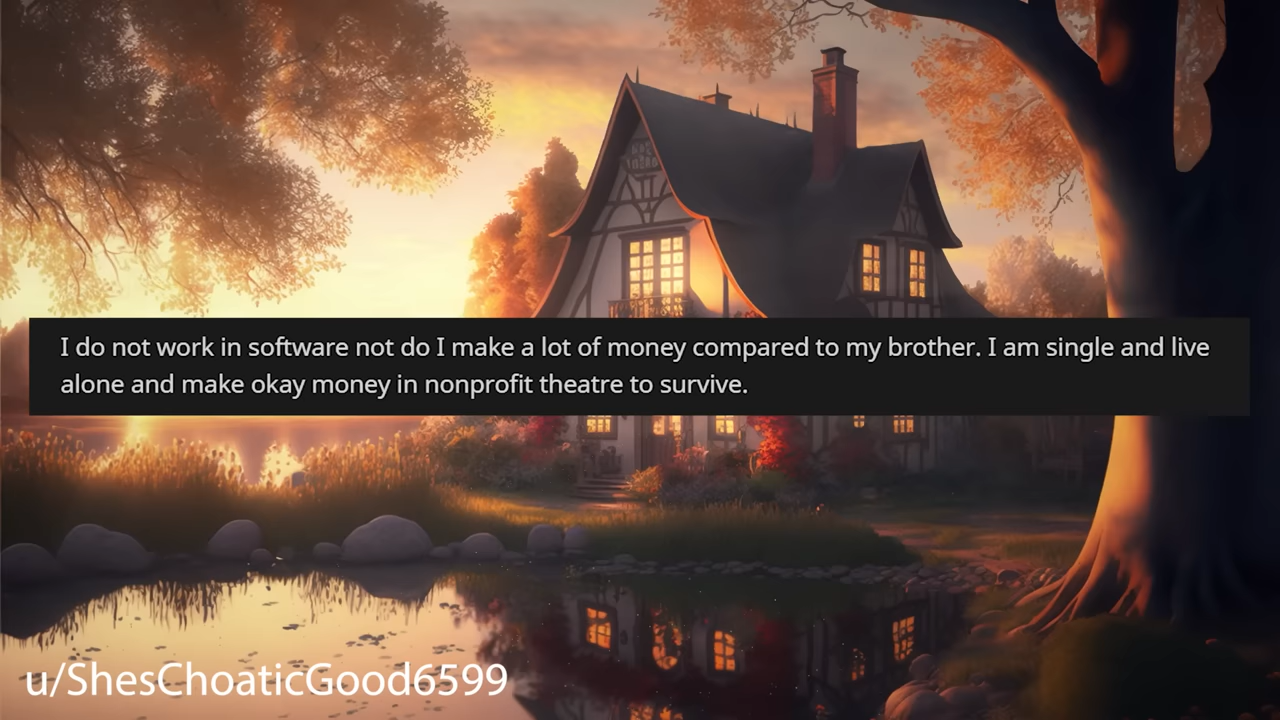 I do not work in software not do I make a lot of money compared to my brother. I am single and live
alone and make okay money in nonprofit theatre to survive.
u/ShesChoaticGood6599